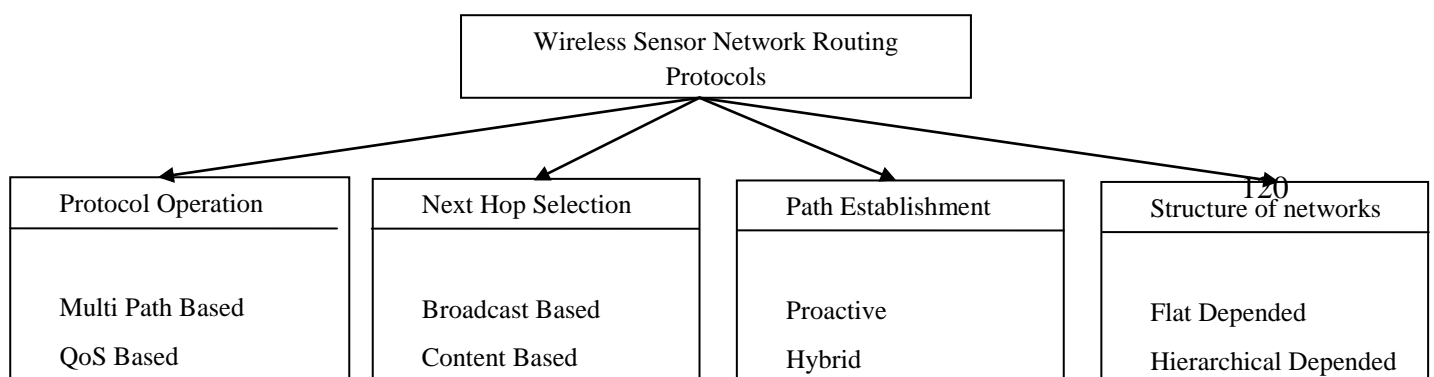 Wireless Sensor Network Routing
Protocols
120
Protocol Operation
Multi Path Based
QoS Based
Next Hop Selection
Broadcast Based
Content Based
Path Establishment
Proactive
Hybrid
Structure of networks
Flat Depended
Hierarchical Depended